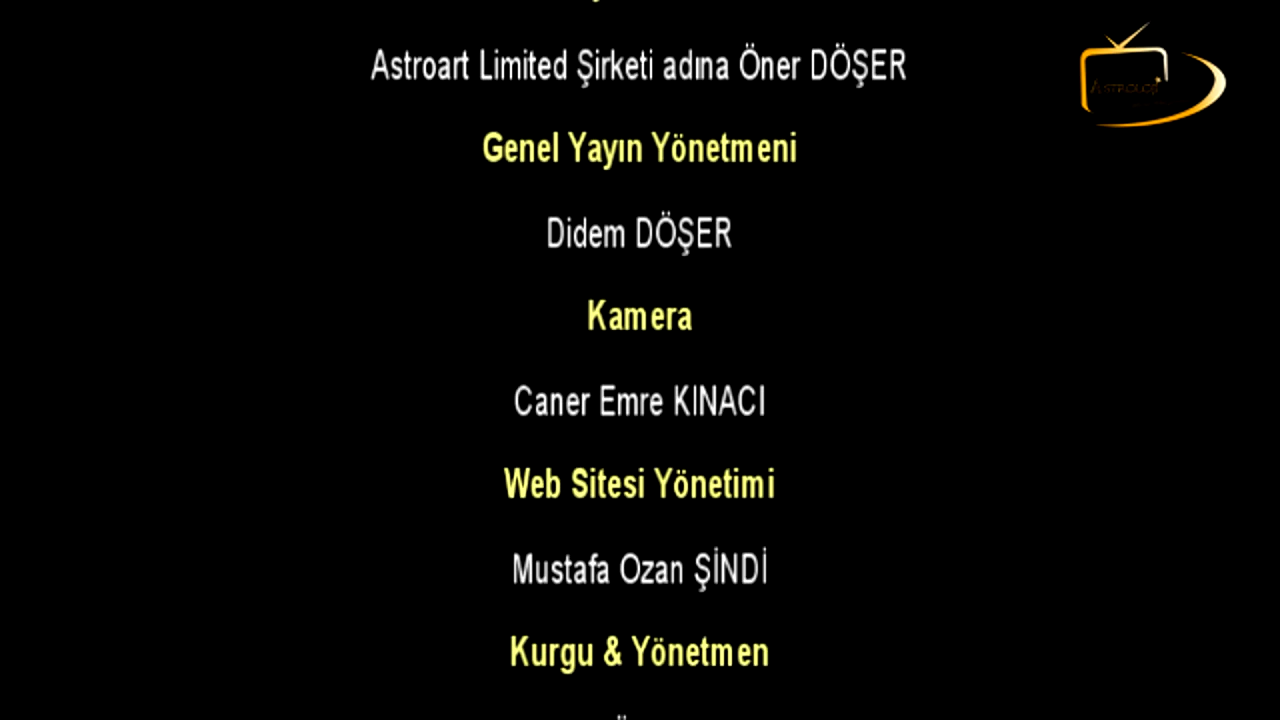 Astroart Limited Şirketi adına Öner DÖŞER
Genel Yayın Yönetmeni
Didem DÖŞER
Kamera
Caner Emre KINACI
Web Sitesi Yönetimi
Mustafa Ozan ŞİNDİ
Kurgu & Yönetmen